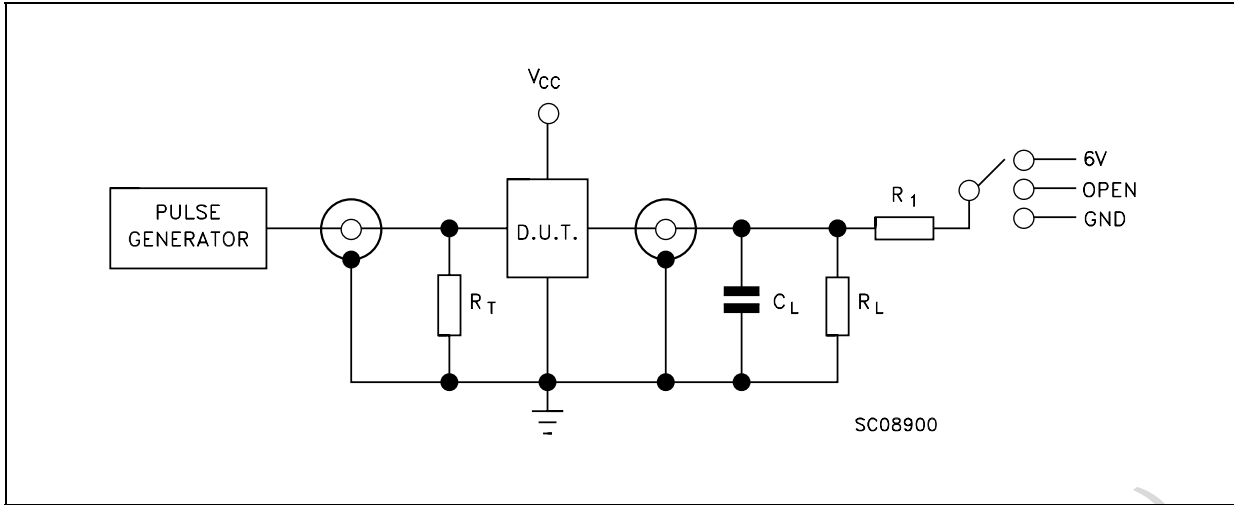 VCC
PULSE
GENERATOR
D.U.T.
RT
CL
RL
R1
6V
OPEN
GND
SC08900